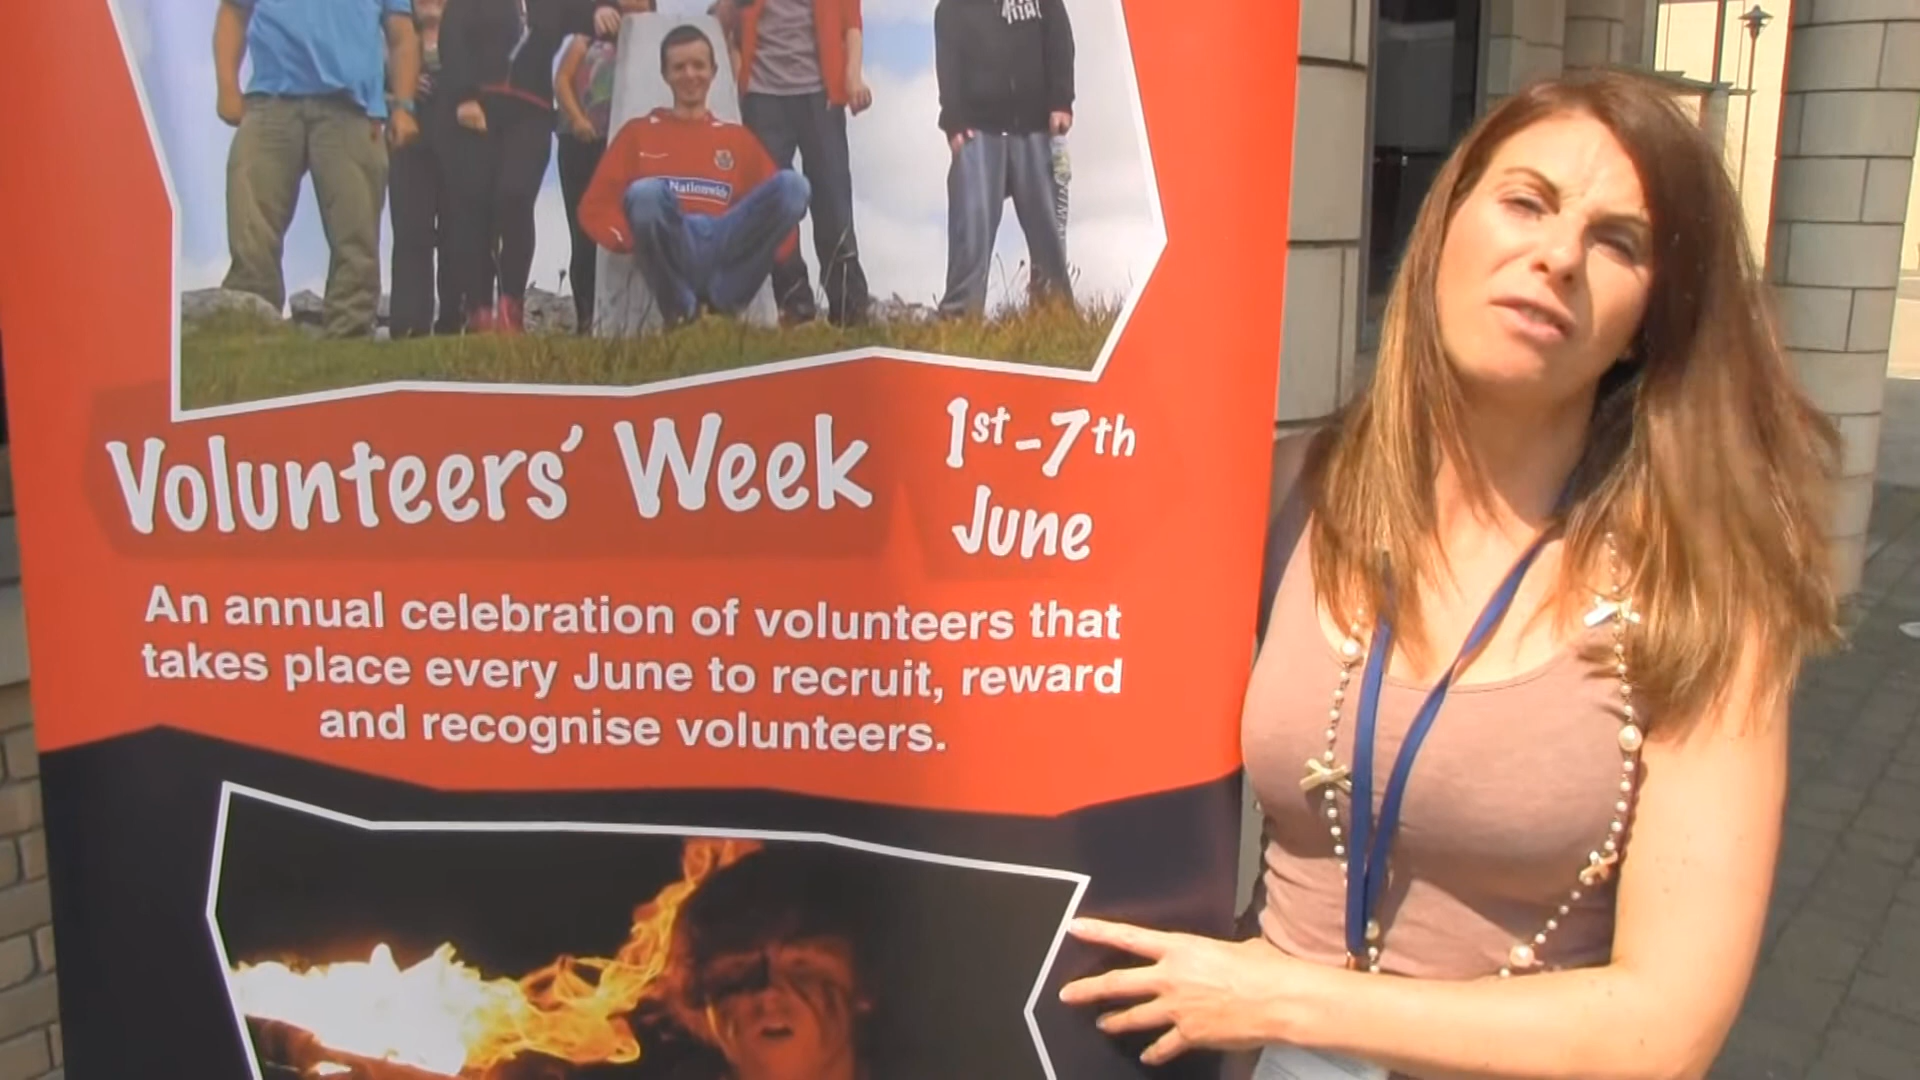 Nationwide
Volunteers' Week
1st-7th
June
An annual celebration of volunteers that
takes place every June to recruit, reward
and recognise volunteers.